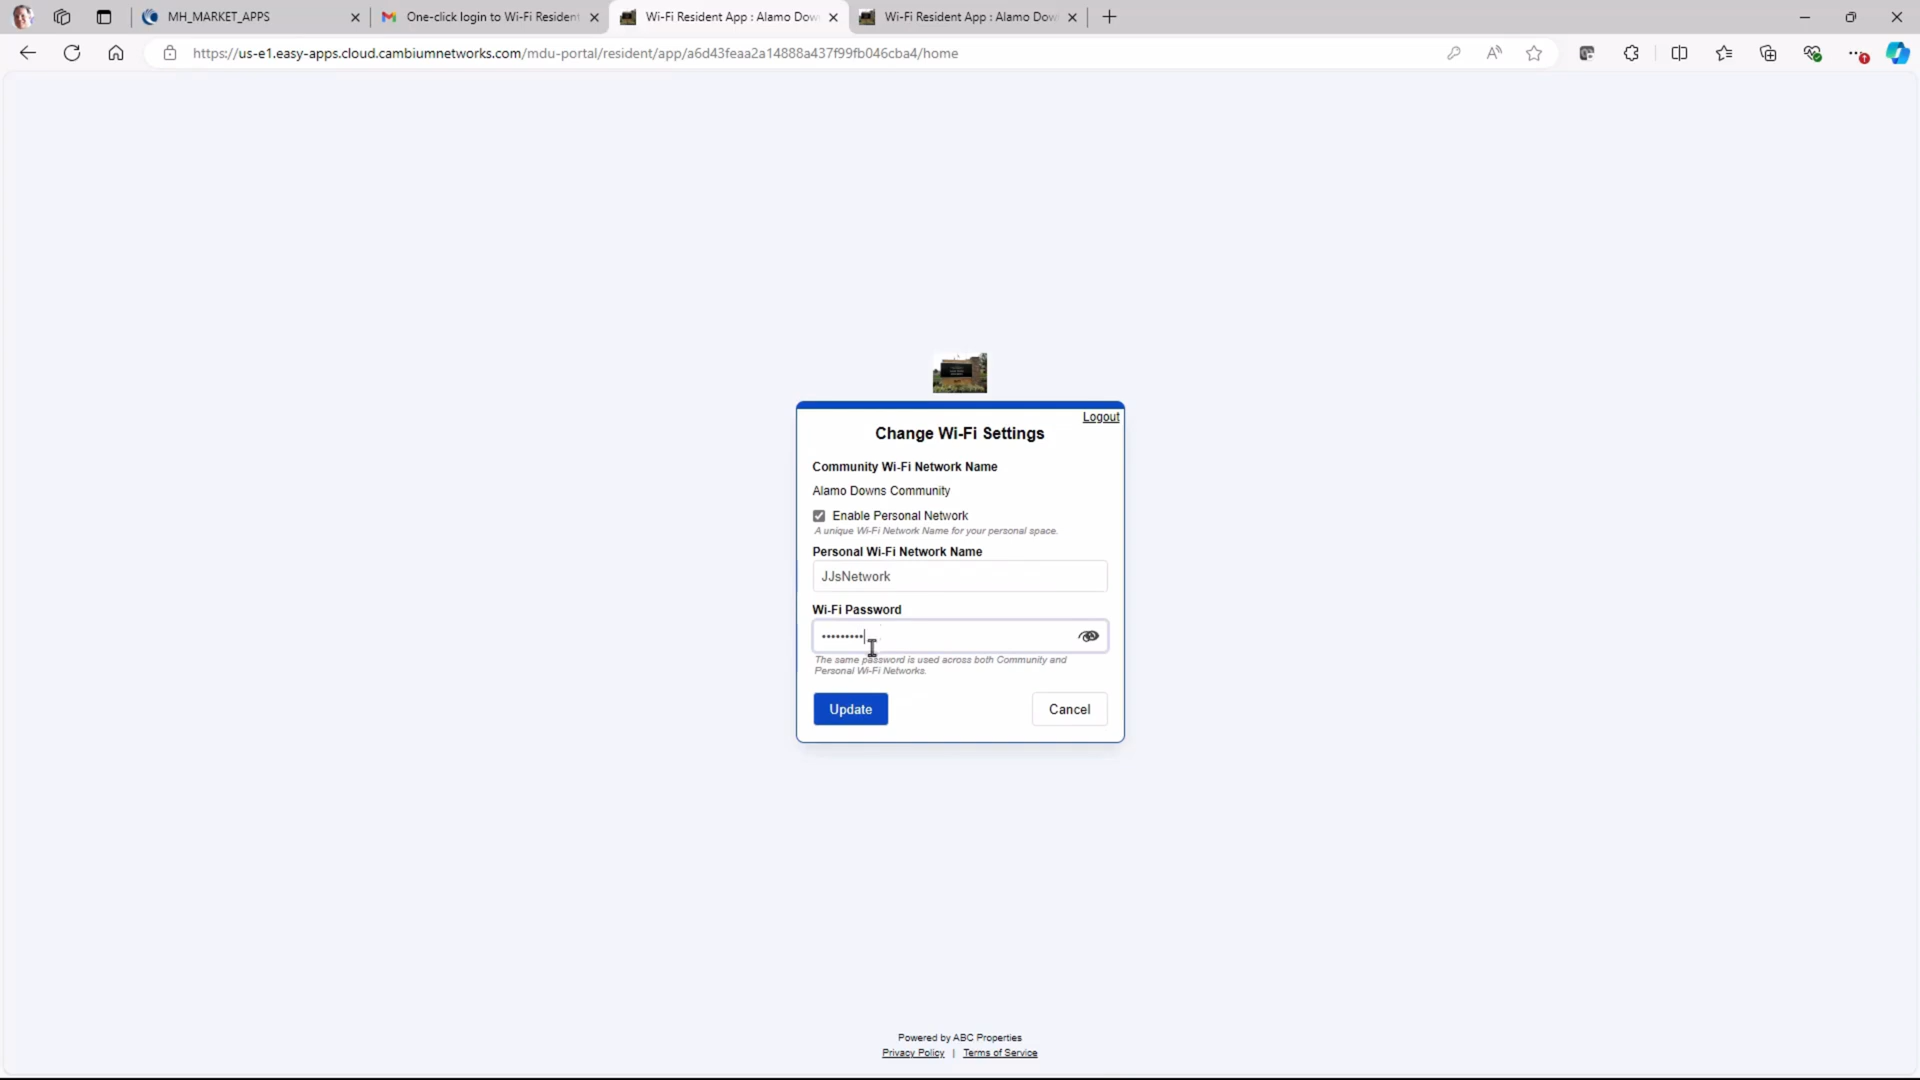 MH_MARKET_APPS
One-click login to Wi-Fi Resident
Wi-Fi Resident App : Alamo Dow
Wi-Fi Resident App : Alamo Dow
https://us-e1.easy-apps.cloud.cambiumnetworks.com/mdu-portal/resident/app/a6d43feaa2a14888a437f99fb046cba4/home
Logout
Change Wi-Fi Settings
Community Wi-Fi Network Name
Alamo Downs Community
Enable Personal Network
A unique Wi-Fi Network Name for your personal space.
Personal Wi-Fi Network Name
JJsNetwork
Wi-Fi Password
•••••••••
The same password is used across both Community and
Personal Wi-Fi Networks.
Update
Cancel
Powered by ABC Properties
Privacy Policy | Terms of Service